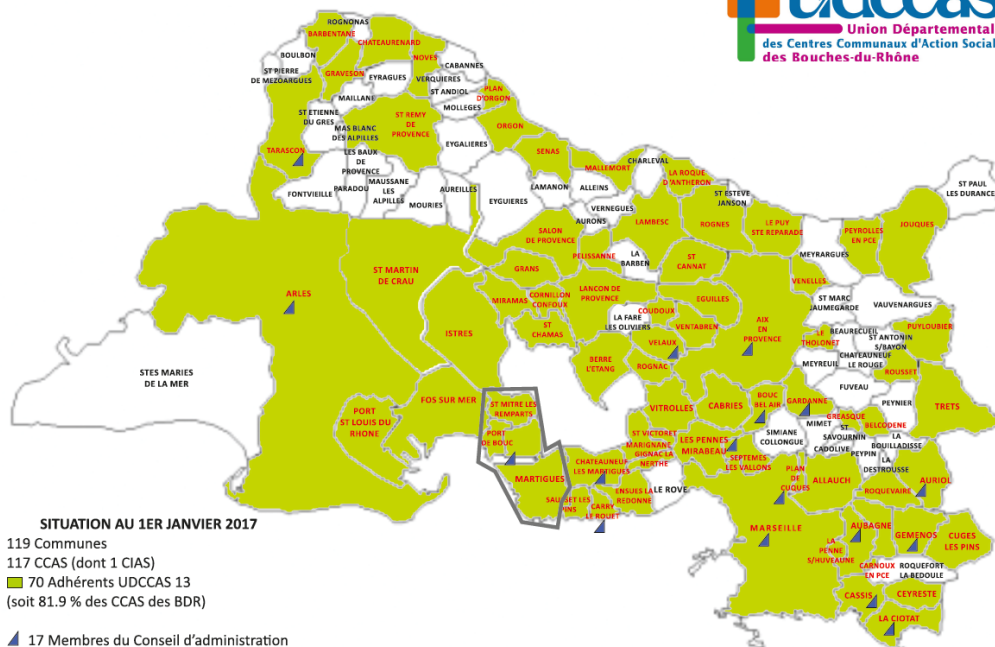 udccas
Union Départementale
des Centres Communaux d'Action Sociale
des Bouches-du-Rhône
ROGNONAS
BARBENTANE
CHATEAURENARD
BOULBON
NOVES
CABANNES
ST PIERRE
DE MEZOARGUES
GRAVESON
EYRAGUES
VERQUIERES
ST ANDIOL
PLAN
D'ORGON
MAILLANE
MOLLEGES
ST ETIENNE
DU GRES
ST REMY
DE
PROVENCE
ORGON
MAS BLANC
DES ALPILLES
EYGALIERES
TARASCON
SENAS
LES BAUX
DE
PROVENCE
MALLEMORT
CHARLEVAL
LA ROQUE
D'ANTHERON
FONTVIEILLE
PARADOU
MAUSSANE
LES
ALPILLES
MOURIES
AUREILLES
EYGUIERES
LAMANON
ALLEINS
VERNEGUES
AURONS
ST ESTEVE
JANSON
ST PAUL
LES DURANCE
LAMBESC
ROGNES
LE PUY
STE REPARADE
PEYROLLES
EN PCE
JOUQUES
SALON
DE PROVENCE
PELISSANNE
LA
BARBEN
ST
CANNAT
MEYRARGUES
ST MARTIN
DE CRAU
GRANS
VENELLES
ARLES
MIRAMAS
CORNILLON
CONFOUX
LANCON DE
PROVENCE
EGUILLES
ST MARC
JAUMEGARDE
VAUVENARGUES
ISTRES
ST
CHAMAS
LA FARE
LES OLIVIERS
COUDOUX
VENTABREN
AIX
EN
PROVENCE
LE
THOLONET
BEAURECUEIL
ST ANTONIN
S/BAYON
PUYLOUBIER
VELAUX
CHATEAUNEUF
LE ROUGE
STES MARIES
DE LA MER
BERRE
L'ETANG
ROGNAC
MEYREUIL
ROUSSET
FOS SUR MER
ST MITRE LES
REMPARTS
VITROLLES
CABRIES
BOUC
BEL AIR
GARDANNE
FUVEAU
PEYNIER
TRETS
PORT
ST LOUIS DU
RHONE
PORT
DE BOUC
ST VICTORET
MARIGNANE
GIGNAC LA
NERTHE
LES PENNES
MIRABEAU
SIMIANE
COLLONGUE
MIMET
GREASQUE
ST
SAVOURNIN
BELCODENE
CADOLIVE
PEYPIN
LA
BOUILLADISSE
LA
DESTROUSSE
SEPTEMES
LES VALLONS
MARTIGUES
CHATEAUNEUF
LES MARTIGUES
PLAN
DE
CUQUES
ALLAUCH
ROQUEVAIRE
AURIOL
SAUSSET LES
PINS
CARRY
LE ROUET
ENSUES LA
REDONNE
LE ROVE
MARSEILLE
LA
PENNE
S/HUVEAUNE
AUBAGNE
GEMENOS
CUGES
LES PINS
CARNOUX
EN PCE
ROQUEFORT
LA BEDOULE
CASSIS
CEYRESTE
LA CIOTAT
SITUATION AU 1ER JANVIER 2017
119 Communes
117 CCAS (dont 1 CIAS)
70 Adhérents UDCCAS 13
(soit 81.9 % des CCAS des BDR)
17 Membres du Conseil d'administration